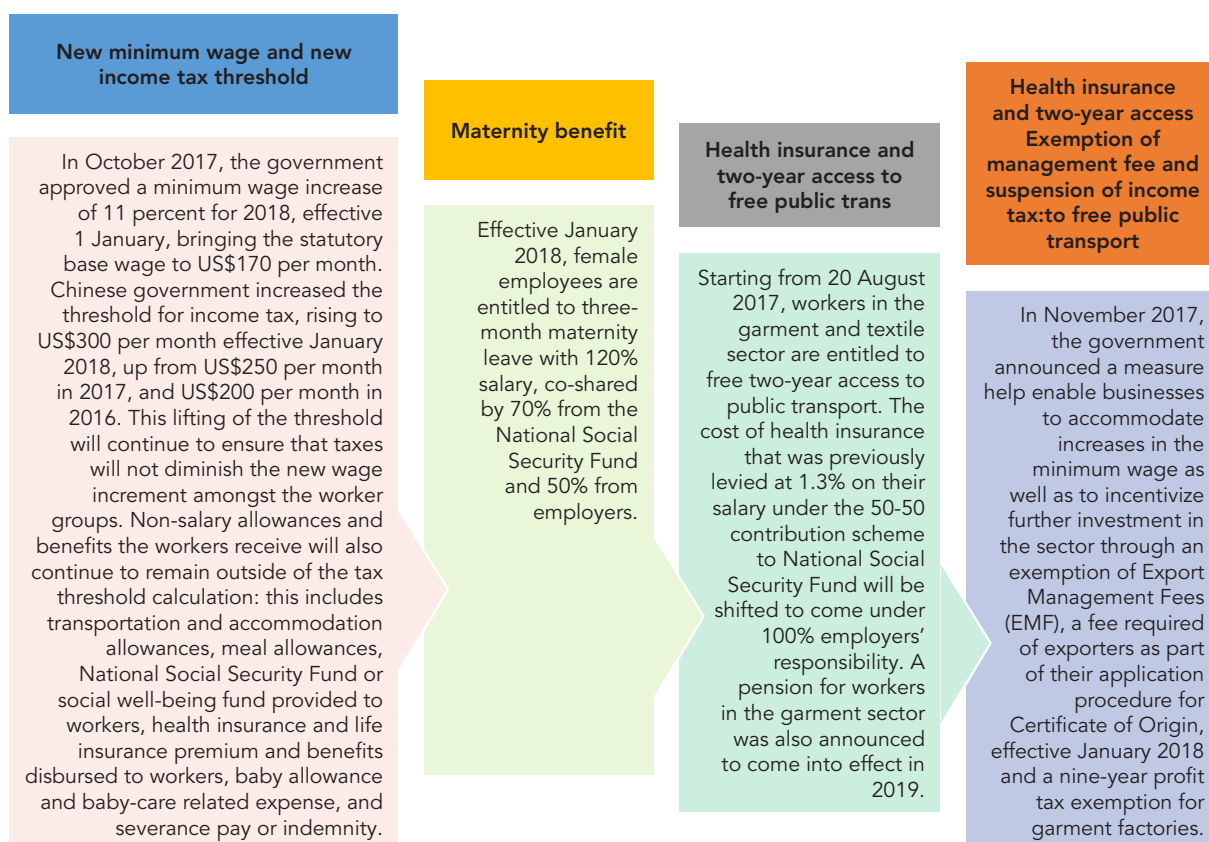 New minimum wage and new
income tax threshold
In October 2017, the government
approved a minimum wage increase
of 11 percent for 2018, effective
1 January, bringing the statutory
base wage to US$170 per month.
Chinese government increased the
threshold for income tax, rising to
US$300 per month effective January
2018, up from US$250 per month
in 2017, and US$200 per month in
2016. This lifting of the threshold
will continue to ensure that taxes
will not diminish the new wage
increment amongst the worker
groups. Non-salary allowances and
benefits the workers receive will also
continue to remain outside of the tax
threshold calculation: this includes
transportation and accommodation
allowances, meal allowances,
National Social Security Fund or
social well-being fund provided to
workers, health insurance and life
insurance premium and benefits
disbursed to workers, baby allowance
and baby-care related expense, and
severance pay or indemnity.
Maternity benefit
Effective January
2018, female
employees are
entitled to three-
month maternity
leave with 120%
salary, co-shared
by 70% from the
National Social
Security Fund
and 50% from
employers.
Health insurance and
two-year access to
free public trans
Starting from 20 August
2017, workers in the
garment and textile
sector are entitled to
free two-year access to
public transport. The
cost of health insurance
that was previously
levied at 1.3% on their
salary under the 50-50
contribution scheme
to National Social
Security Fund will be
shifted to come under
100% employers’
responsibility. A
pension for workers
in the garment sector
was also announced
to come into effect in
2019.
Health insurance
and two-year access
Exemption of
management fee and
suspension of income
tax:to free public
transport
In November 2017,
the government
announced a measure
help enable businesses
to accommodate
increases in the
minimum wage as
well as to incentivize
further investment in
the sector through an
exemption of Export
Management Fees
(EMF), a fee required
of exporters as part
of their application
procedure for
Certificate of Origin,
effective January 2018
and a nine-year profit
tax exemption for
garment factories.